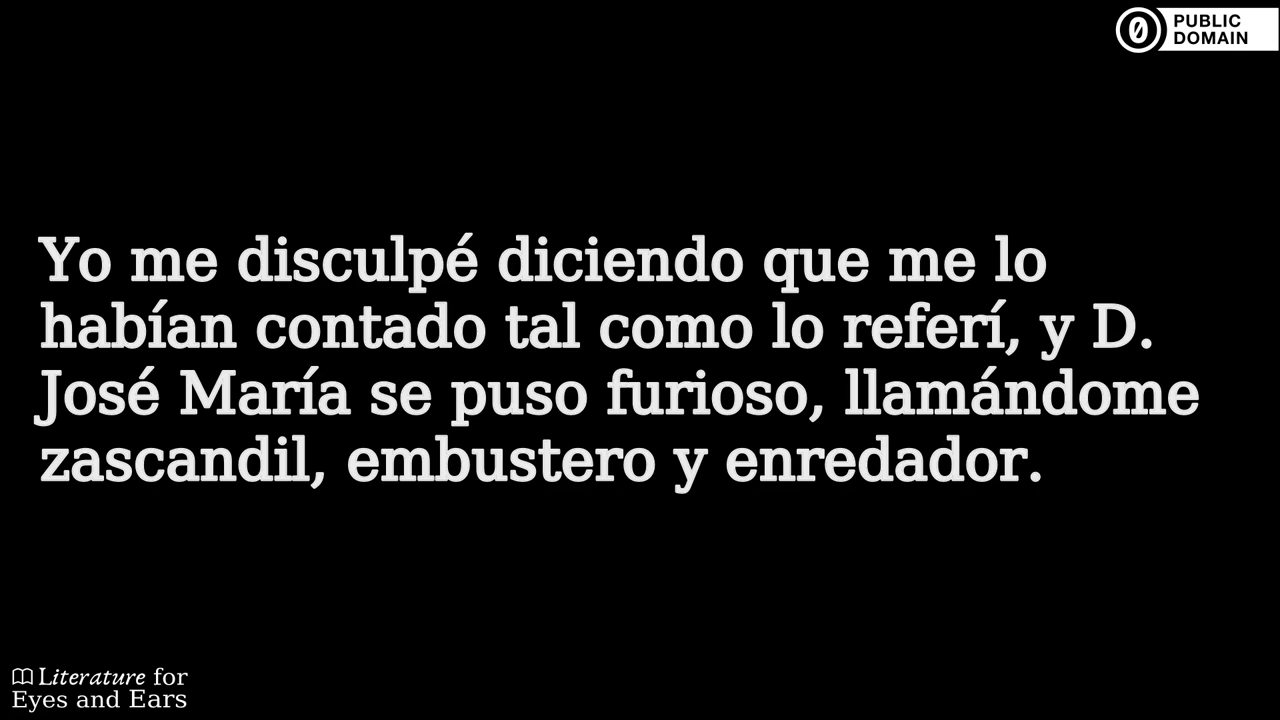 PUBLIC
DOMAIN
Yo me disculpé diciendo que me lo
habían contado tal como lo referí, y D.
José María se puso furioso, llamándome
zascandil, embustero y enredador.
Literature for
Eyes and Ears